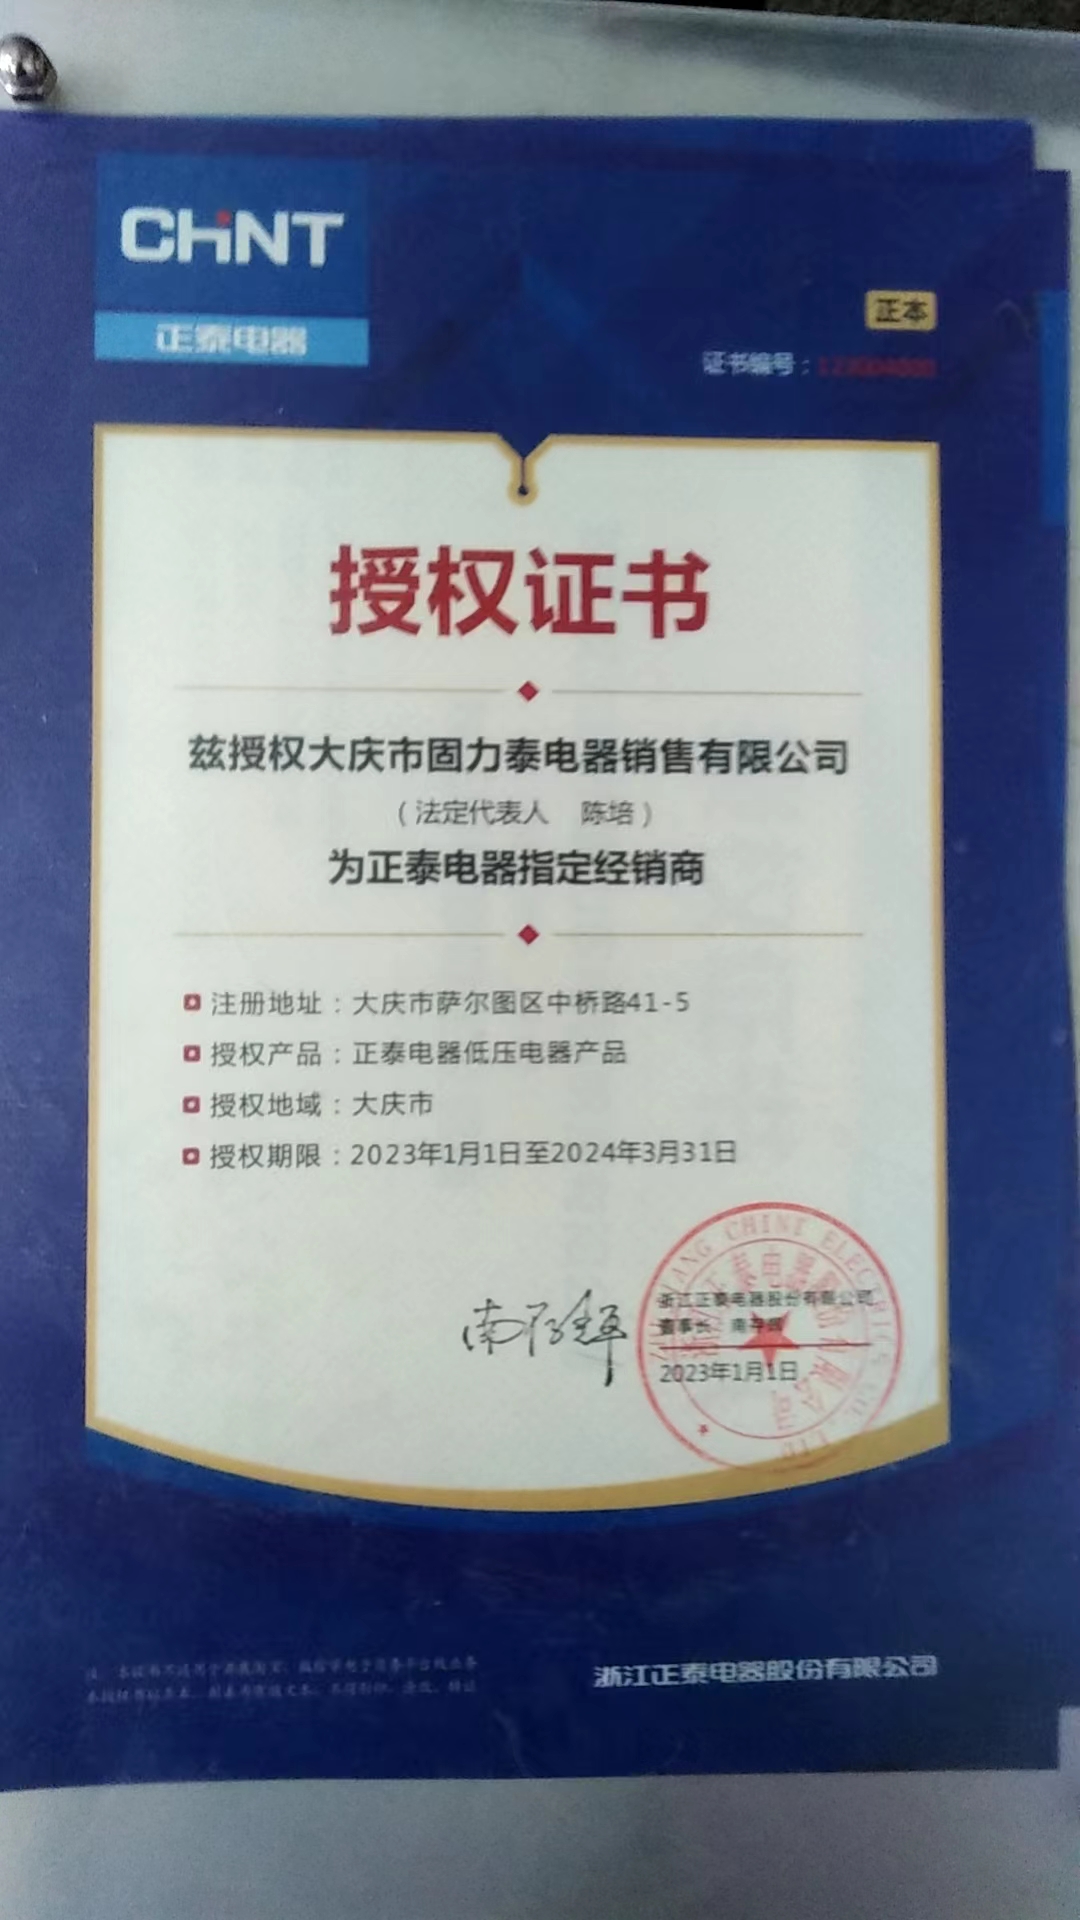 CHNT
正泰电器
正本
证书编号：
授权证书
兹授权大庆市固力泰电器销售有限公司
（法定代表人 陈培）
为正泰电器指定经销商
注册地址：大庆市萨尔图区中桥路41-5
授权产品：正泰电器低压电器产品
授权地域：大庆市
授权期限：2023年1月1日至2024年3月31日
南存辉
浙江正泰电器股份有限公司
董事长：南存辉
2023年1月1日
浙江正泰电器股份有限公司